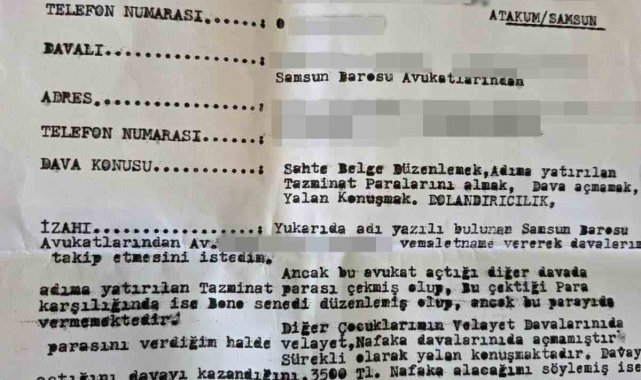 TELEFON NUMARASI..........: 0
ATAKUM/SAMSUN
DAVALI....................:
Samsun Barosu Avukatlarından
ADRES.....................:
TELEFON NUMARASI......:
DAVA KONUSU...........: Sahte Belge Düzenlemek,Adıma yatırılan
Tazminat Paralarını almak, Dava açmamak,
Yalan Konuşmak. DOLANDIRICILIK,
İZAHI.................: Yukarıda adı yazılı bulunan Samsun Barosu
Avukatlarından Av. vemaletname vererek davaların
takip etmesini istedim.
Ancak bu avukat açtığı diğer davada
adıma yatırılan Tazminat parası çekmiş olup, Bu çektiği Para
karşılığında ise Bono senedi düzenlemiş olup, ancak bu parayıda
vermemektedir.
Diğer Çocuklarımın Velayet Davalarınıda
parasını verdiğim halde velayet,Nafaka davalarınıda açmamıştır
Sürekli olarak yalan konuşmaktadır. Davay
açtığını davayı kazandığını,3500 Tl. Nafaka alacağımı söylemiş ise